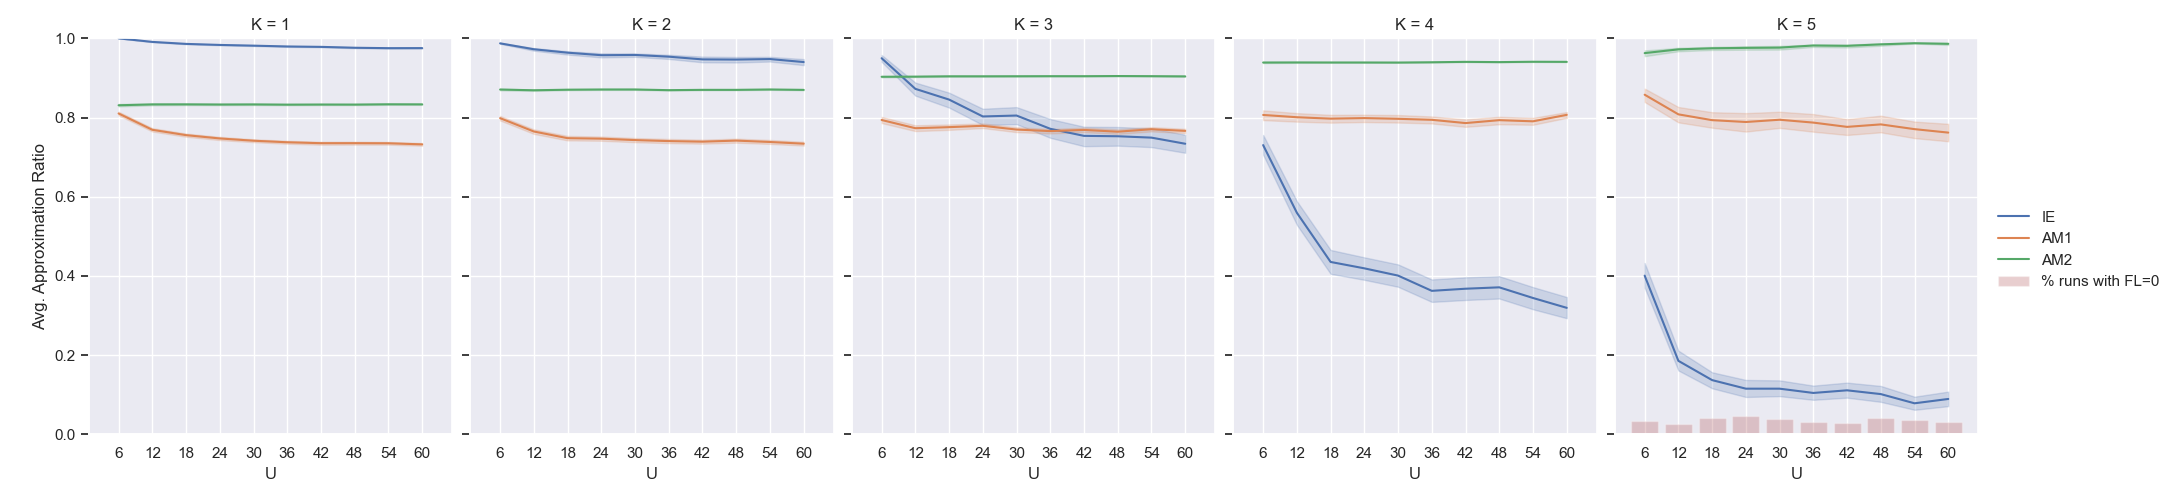 K = 1
K = 2
K = 3
K = 4
K = 5
Avg. Approximation Ratio
1.0
0.8
0.6
0.4
0.2
0.0
6 12 18 24 30 36 42 48 54 60
6 12 18 24 30 36 42 48 54 60
6 12 18 24 30 36 42 48 54 60
6 12 18 24 30 36 42 48 54 60
6 12 18 24 30 36 42 48 54 60
U
U
U
U
U
IE
AM1
AM2
% runs with FL=0